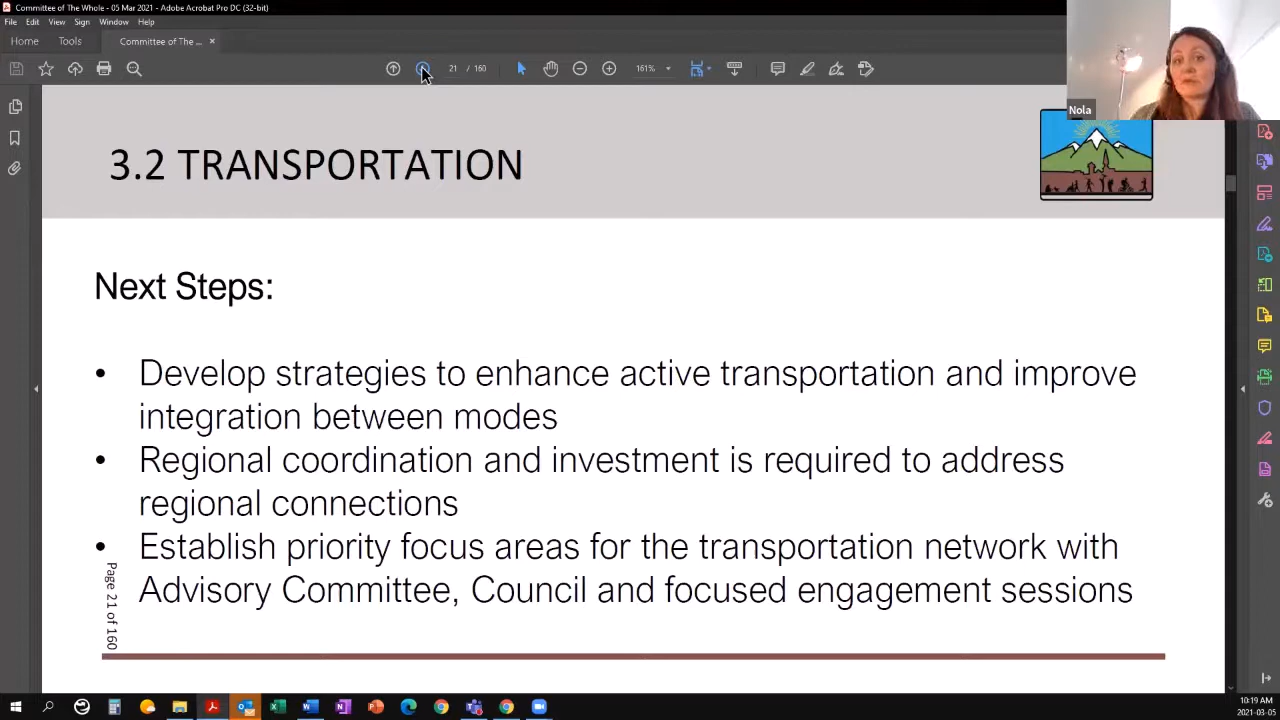 Committee of The Whole - 05 Mar 2021 - Adobe Acrobat Pro DC (32-bit)
File Edit View Sign Window Help
Home Tools Committee of The ... ×
21 / 160 161%
Nola
3.2 TRANSPORTATION
Next Steps:
• Develop strategies to enhance active transportation and improve
integration between modes
• Regional coordination and investment is required to address
regional connections
• Establish priority focus areas for the transportation network with
Advisory Committee, Council and focused engagement sessions
Page 21 of 160
10:19 AM
2021-03-05